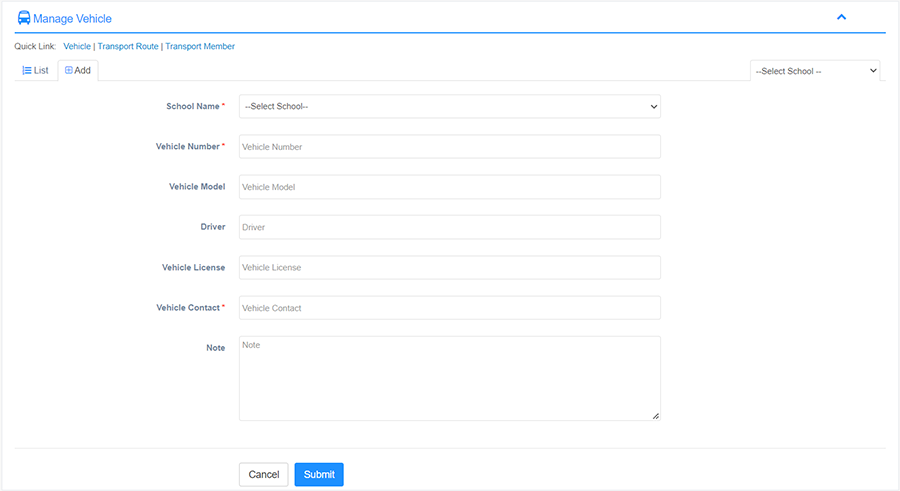 Manage Vehicle
Quick Link: Vehicle | Transport Route | Transport Member
List Add --Select School --
School Name * --Select School--
Vehicle Number * Vehicle Number
Vehicle Model Vehicle Model
Driver Driver
Vehicle License Vehicle License
Vehicle Contact * Vehicle Contact
Note Note
Cancel Submit